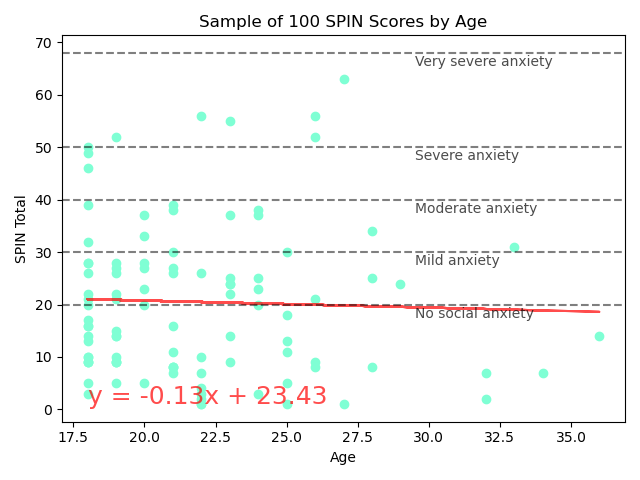 Sample of 100 SPIN Scores by Age
70
60
50
40
30
20
10
0
SPIN Total
Very severe anxiety
Severe anxiety
Moderate anxiety
Mild anxiety
No social anxiety
y = -0.13x + 23.43
17.5 20.0 22.5 25.0 27.5 30.0 32.5 35.0
Age